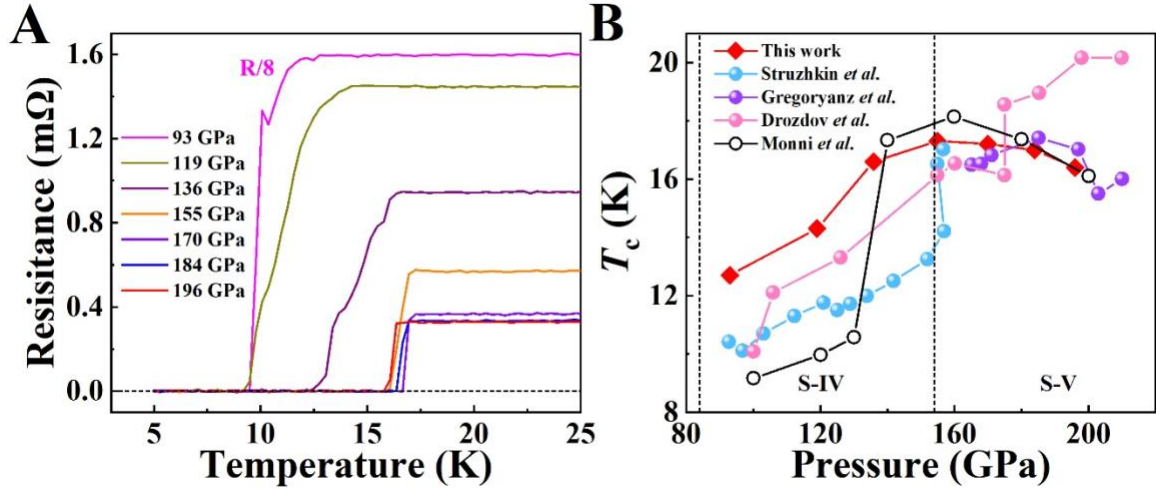 A
1.6
1.2
0.8
0.4
0.0
Resisitance (mΩ)
R/8
93 GPa
119 GPa
136 GPa
155 GPa
170 GPa
184 GPa
196 GPa
5
10
15
20
25
Temperature (K)
B
20
16
12
8
Tc (K)
This work
Struzhkin et al.
Gregoryanz et al.
Drozdov et al.
Monni et al.
S-IV
S-V
80
120
160
200
Pressure (GPa)